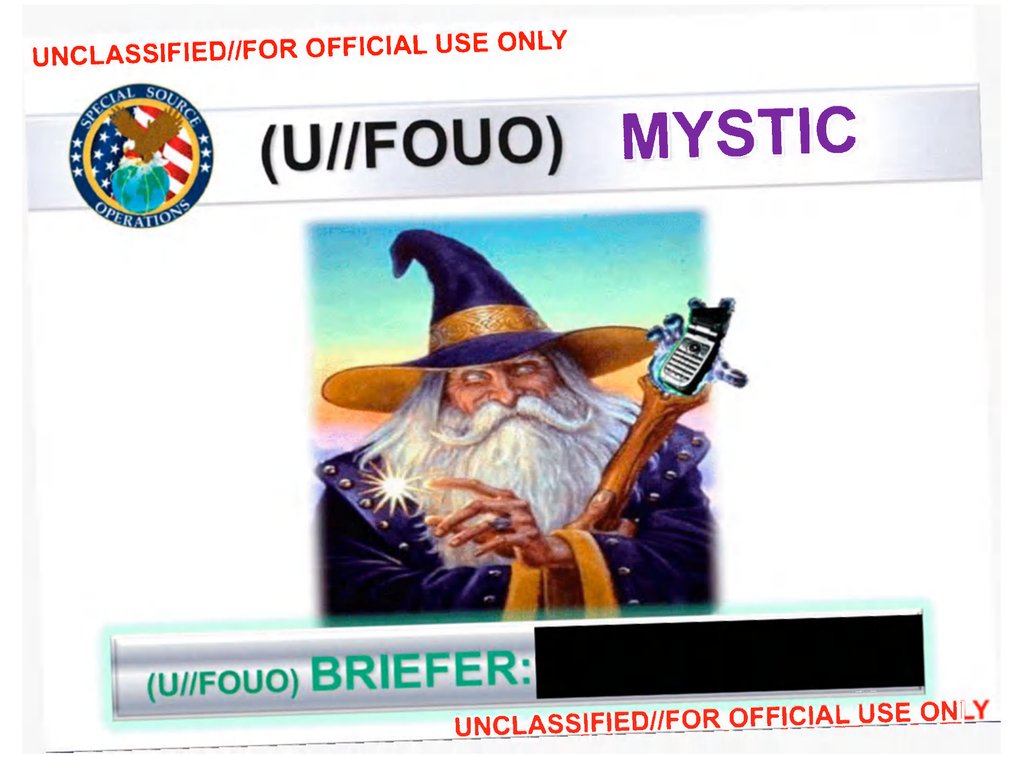 UNCLASSIFIED//FOR OFFICIAL USE ONLY
SPECIAL SOURCE
OPERATIONS
(U//FOUO) MYSTIC
(U//FOUO) BRIEFER:
UNCLASSIFIED//FOR OFFICIAL USE ONLY